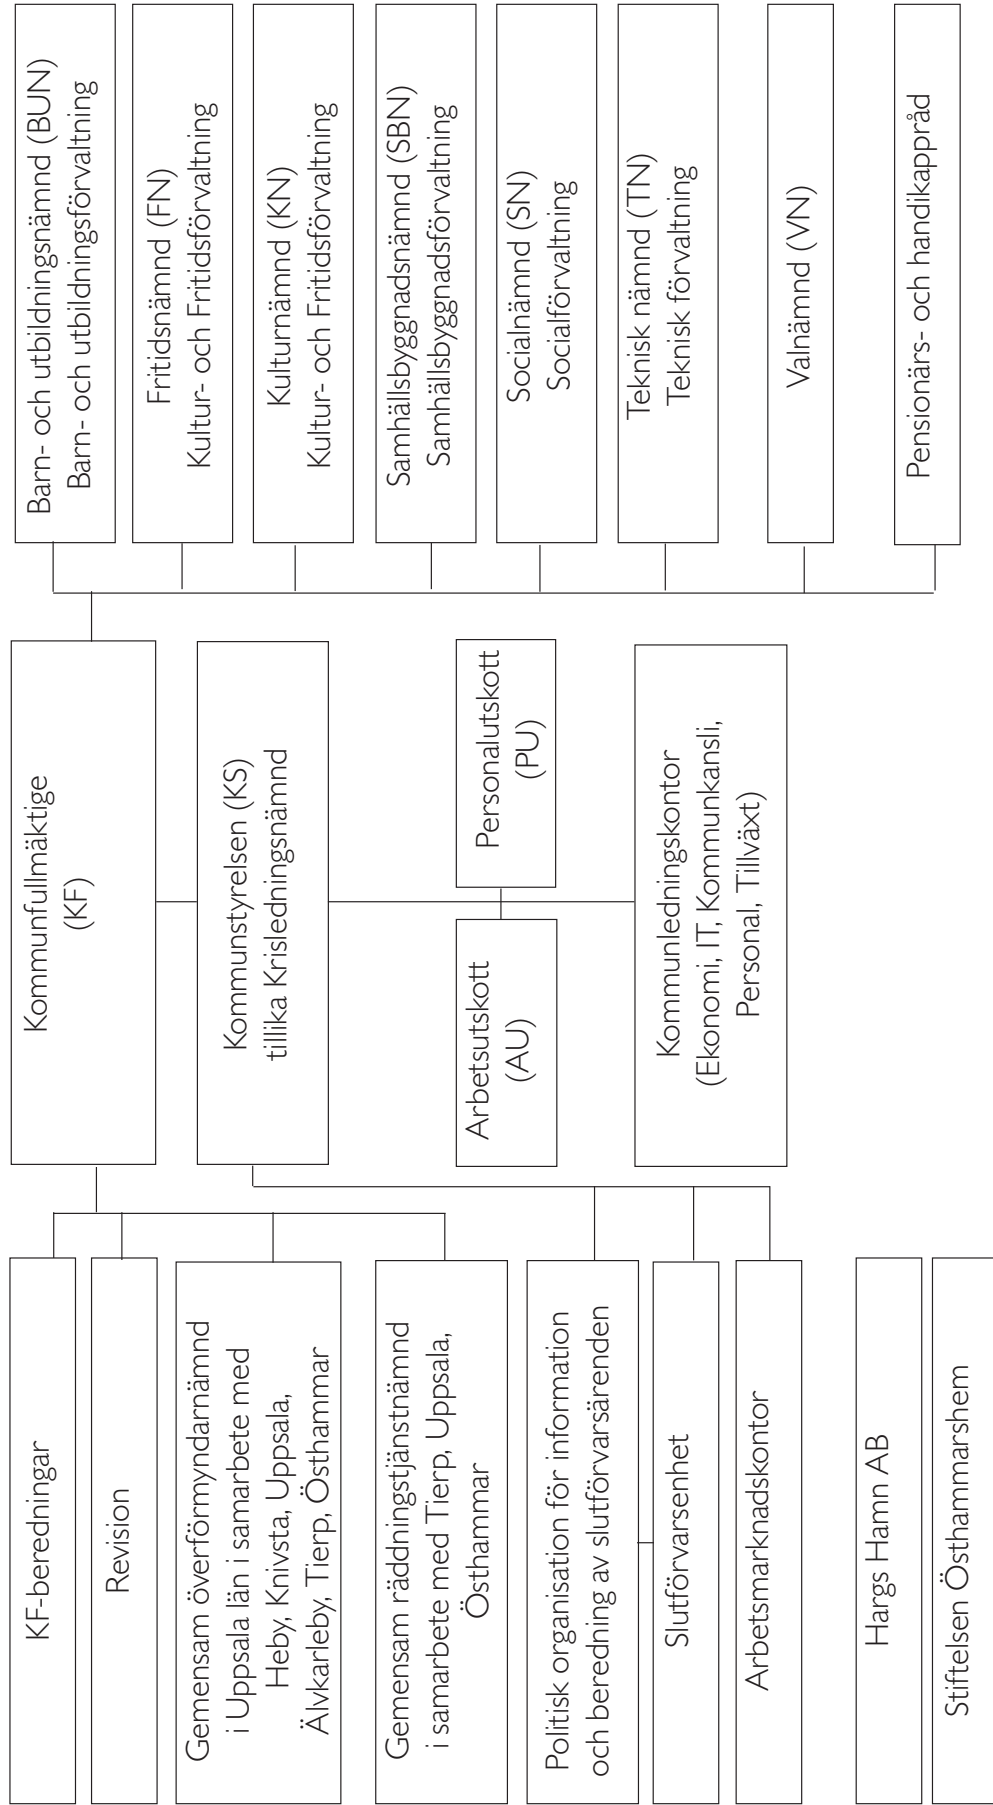 KF-beredningar
Revision
Gemensam överförmyndarnämnd
i Uppsala län i samarbete med
Heby, Knivsta, Uppsala,
Älvkarleby, Tierp, Östhammar
Gemensam räddningstjänstnämnd
i samarbete med Tierp, Uppsala,
Östhammar
Politisk organisation för information
och beredning av slutförvarsärenden
Slutförvarsenhet
Arbetsmarknadskontor
Hargs Hamn AB
Stiftelsen Östhammarshem
Kommunfullmäktige
(KF)
Kommunstyrelsen (KS)
tillika Krisledningsnämnd
Arbetsutskott
(AU)
Personalutskott
(PU)
Kommunledningskontor
(Ekonomi, IT, Kommunkansli,
Personal, Tillväxt)
Barn- och utbildningsnämnd (BUN)
Barn- och utbildningsförvaltning
Fritidsnämnd (FN)
Kultur- och Fritidsförvaltning
Kulturnämnd (KN)
Kultur- och Fritidsförvaltning
Samhällsbyggnadsnämnd (SBN)
Samhällsbyggnadsförvaltning
Socialnämnd (SN)
Socialförvaltning
Teknisk nämnd (TN)
Teknisk förvaltning
Valnämnd (VN)
Pensionärs- och handikappråd